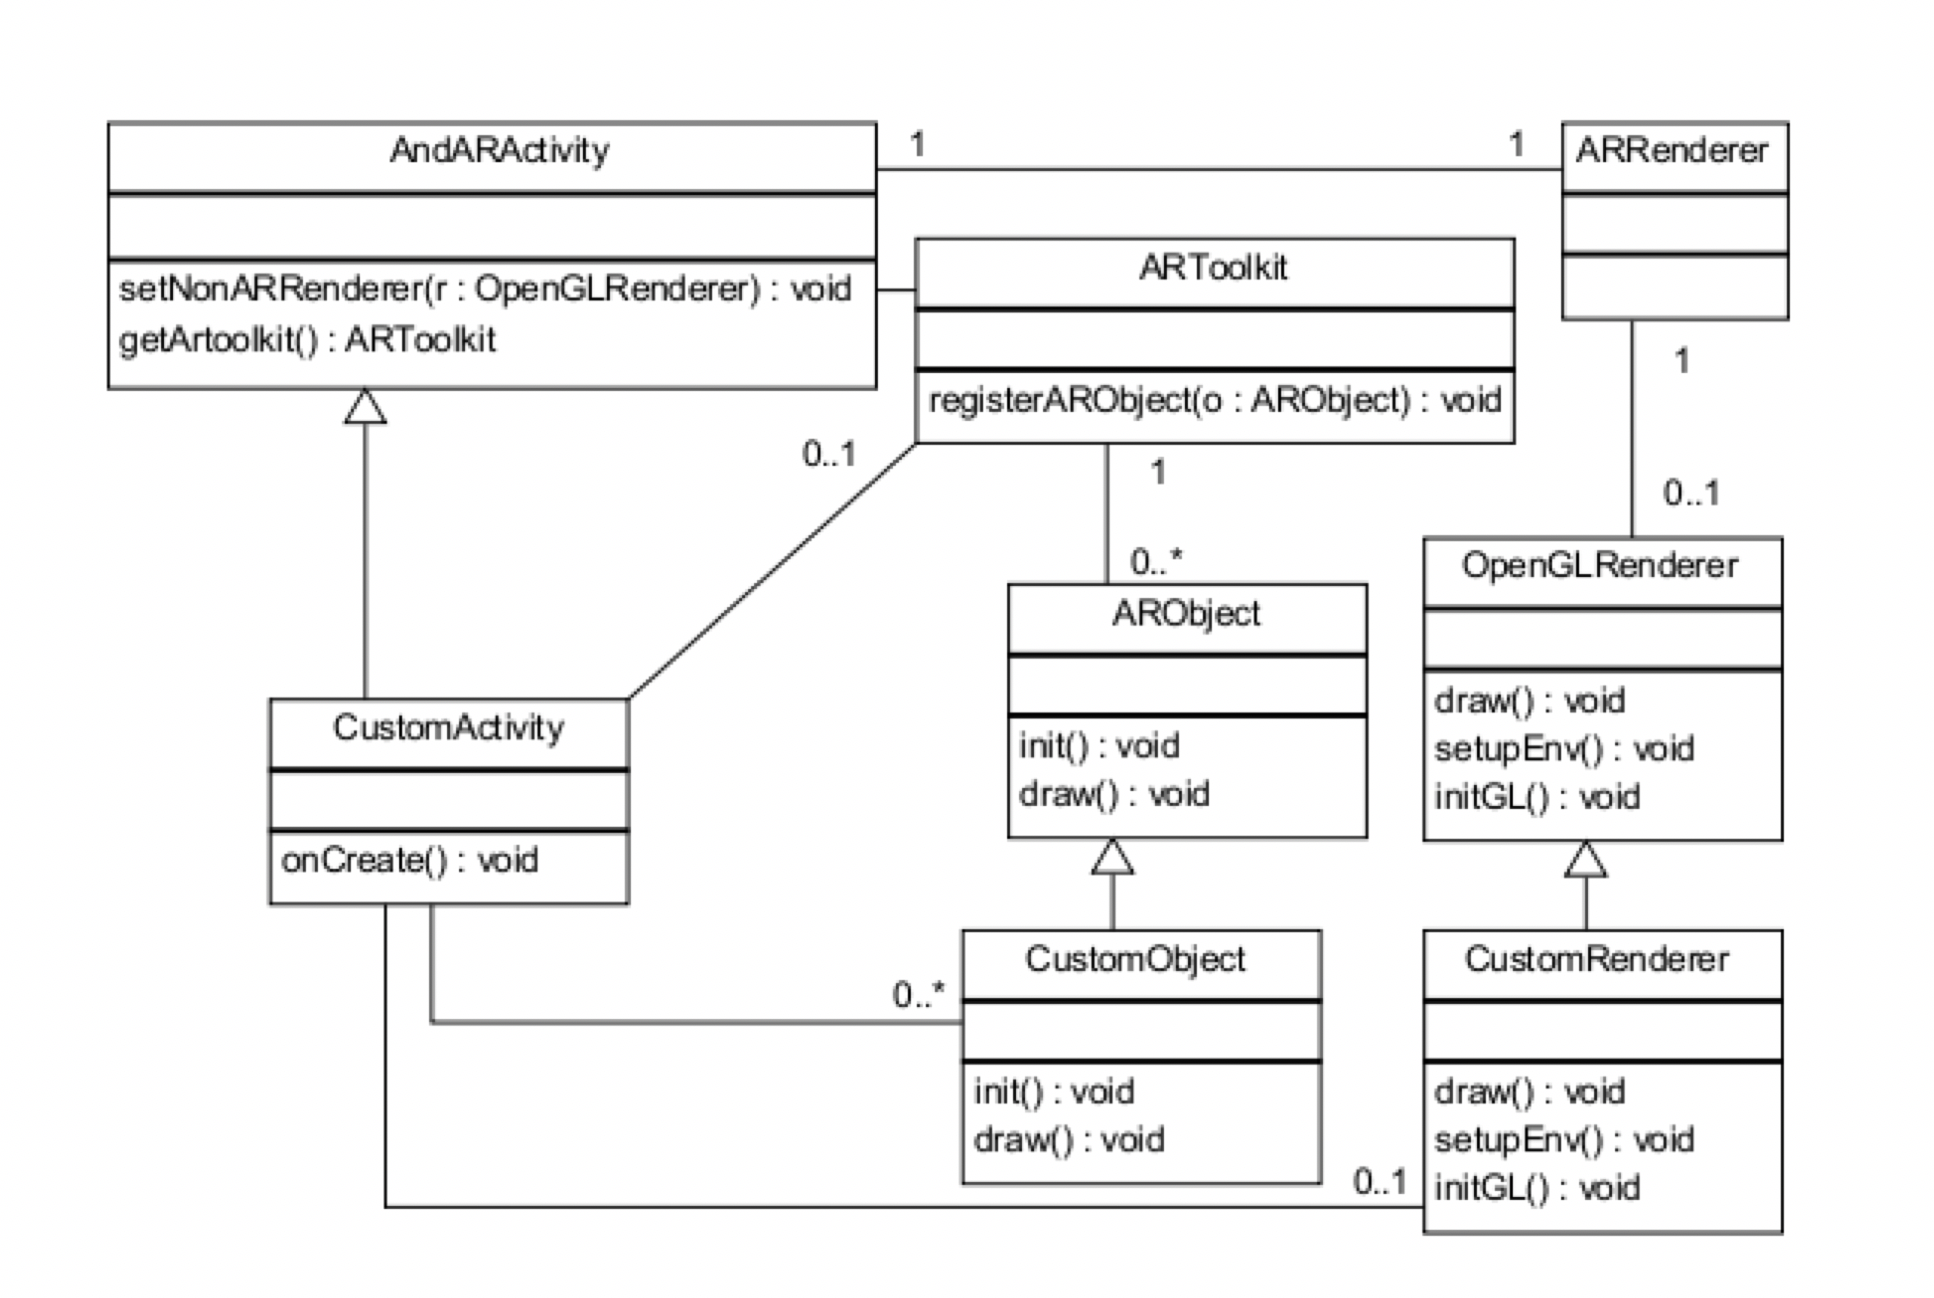 AndARActivity
setNonARRenderer(r : OpenGLRenderer) : void
getArtoolkit() : ARToolkit
1
1
ARRenderer
ARToolkit
registerARObject(o : ARObject) : void
1
0..1
0..1
1
0..*
OpenGLRenderer
draw() : void
setupEnv() : void
initGL() : void
ARObject
init() : void
draw() : void
CustomActivity
onCreate() : void
0..*
CustomObject
init() : void
draw() : void
CustomRenderer
draw() : void
setupEnv() : void
initGL() : void
0..1